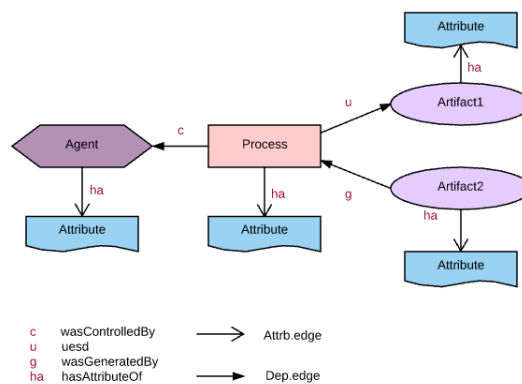 Attribute
ha
u
Artifact1
c
Agent
Process
g
Artifact2
ha
ha
ha
Attribute
Attribute
Attribute
c wasControlledBy
Attrb.edge
u uesd
g wasGeneratedBy
ha hasAttributeOf
Dep.edge